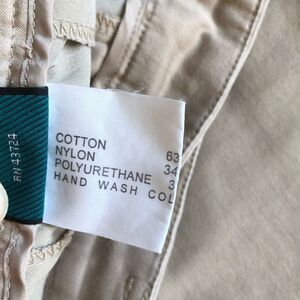 COTTON 63
NYLON 34
POLYURETHANE 3
HAND WASH COL
RN 43724